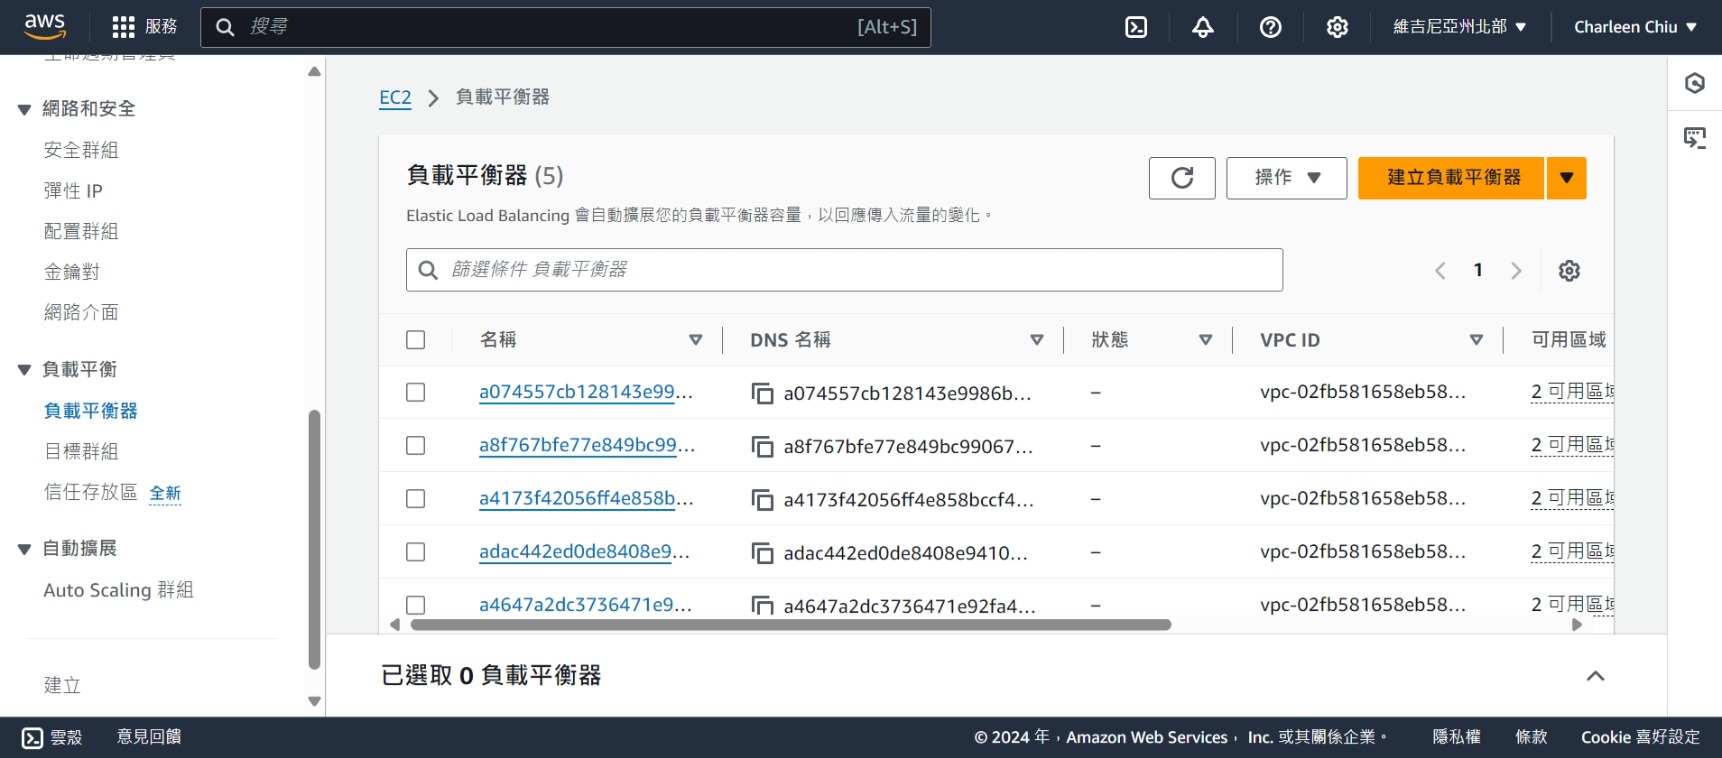 aws
服務
搜尋
[Alt+S]
維吉尼亞州北部
Charleen Chiu
網路和安全
安全群組
彈性 IP
配置群組
金鑰對
網路介面
負載平衡
負載平衡器
目標群組
信任存放區 全新
自動擴展
Auto Scaling 群組
建立
EC2
負載平衡器
負載平衡器 (5)
操作
建立負載平衡器
Elastic Load Balancing 會自動擴展您的負載平衡器容量，以回應傳入流量的變化。
篩選條件 負載平衡器
1
名稱 DNS 名稱 狀態 VPC ID 可用區域
a074557cb128143e99... a074557cb128143e9986b... – vpc-02fb581658eb58... 2 可用區域
a8f767bfe77e849bc99... a8f767bfe77e849bc99067... – vpc-02fb581658eb58... 2 可用區域
a4173f42056ff4e858b... a4173f42056ff4e858bccf4... – vpc-02fb581658eb58... 2 可用區域
adac442ed0de8408e9... adac442ed0de8408e9410... – vpc-02fb581658eb58... 2 可用區域
a4647a2dc3736471e9... a4647a2dc3736471e92fa4... – vpc-02fb581658eb58... 2 可用區域
已選取 0 負載平衡器
雲殼
意見回饋
© 2024 年，Amazon Web Services， Inc. 或其關係企業。
隱私權
條款
Cookie 喜好設定